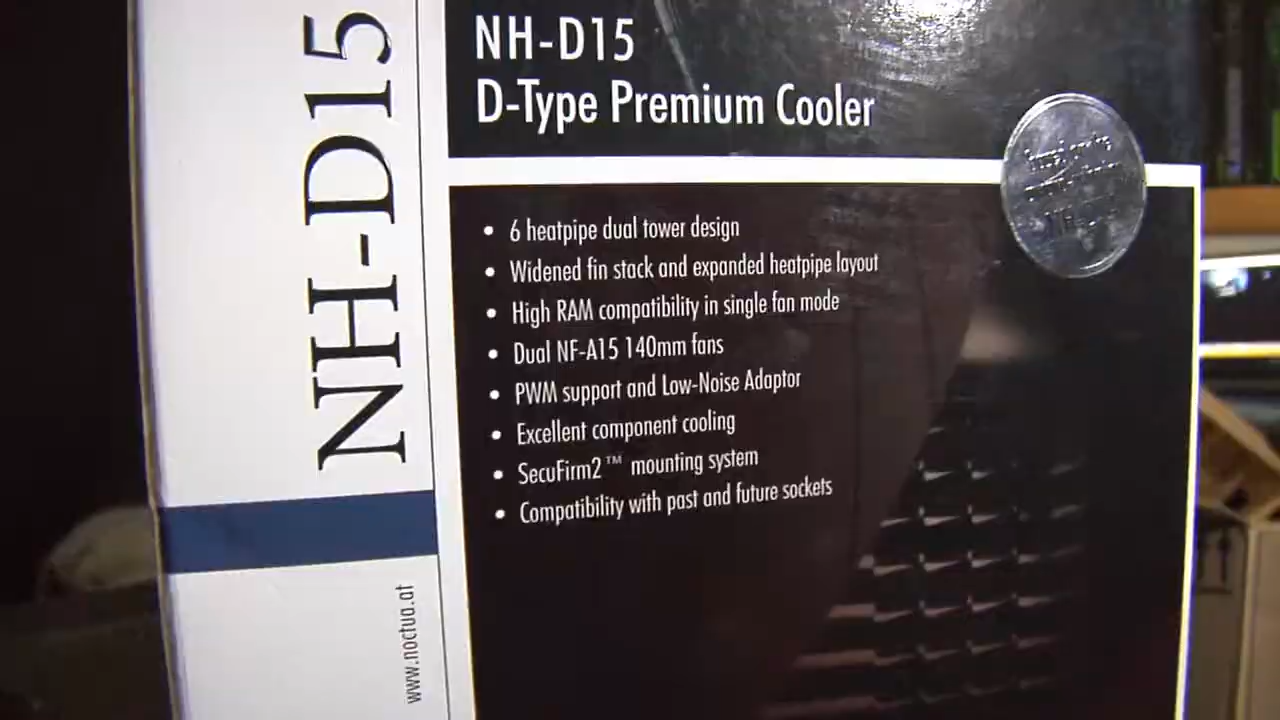 NH-D15
www.noctua.at
NH-D15
D-Type Premium Cooler
• 6 heatpipe dual tower design
• Widened fin stack and expanded heatpipe layout
• High RAM compatibility in single fan mode
• Dual NF-A15 140mm fans
• PWM support and Low-Noise Adaptor
• Excellent component cooling
• SecuFirm2™ mounting system
• Compatibility with past and future sockets